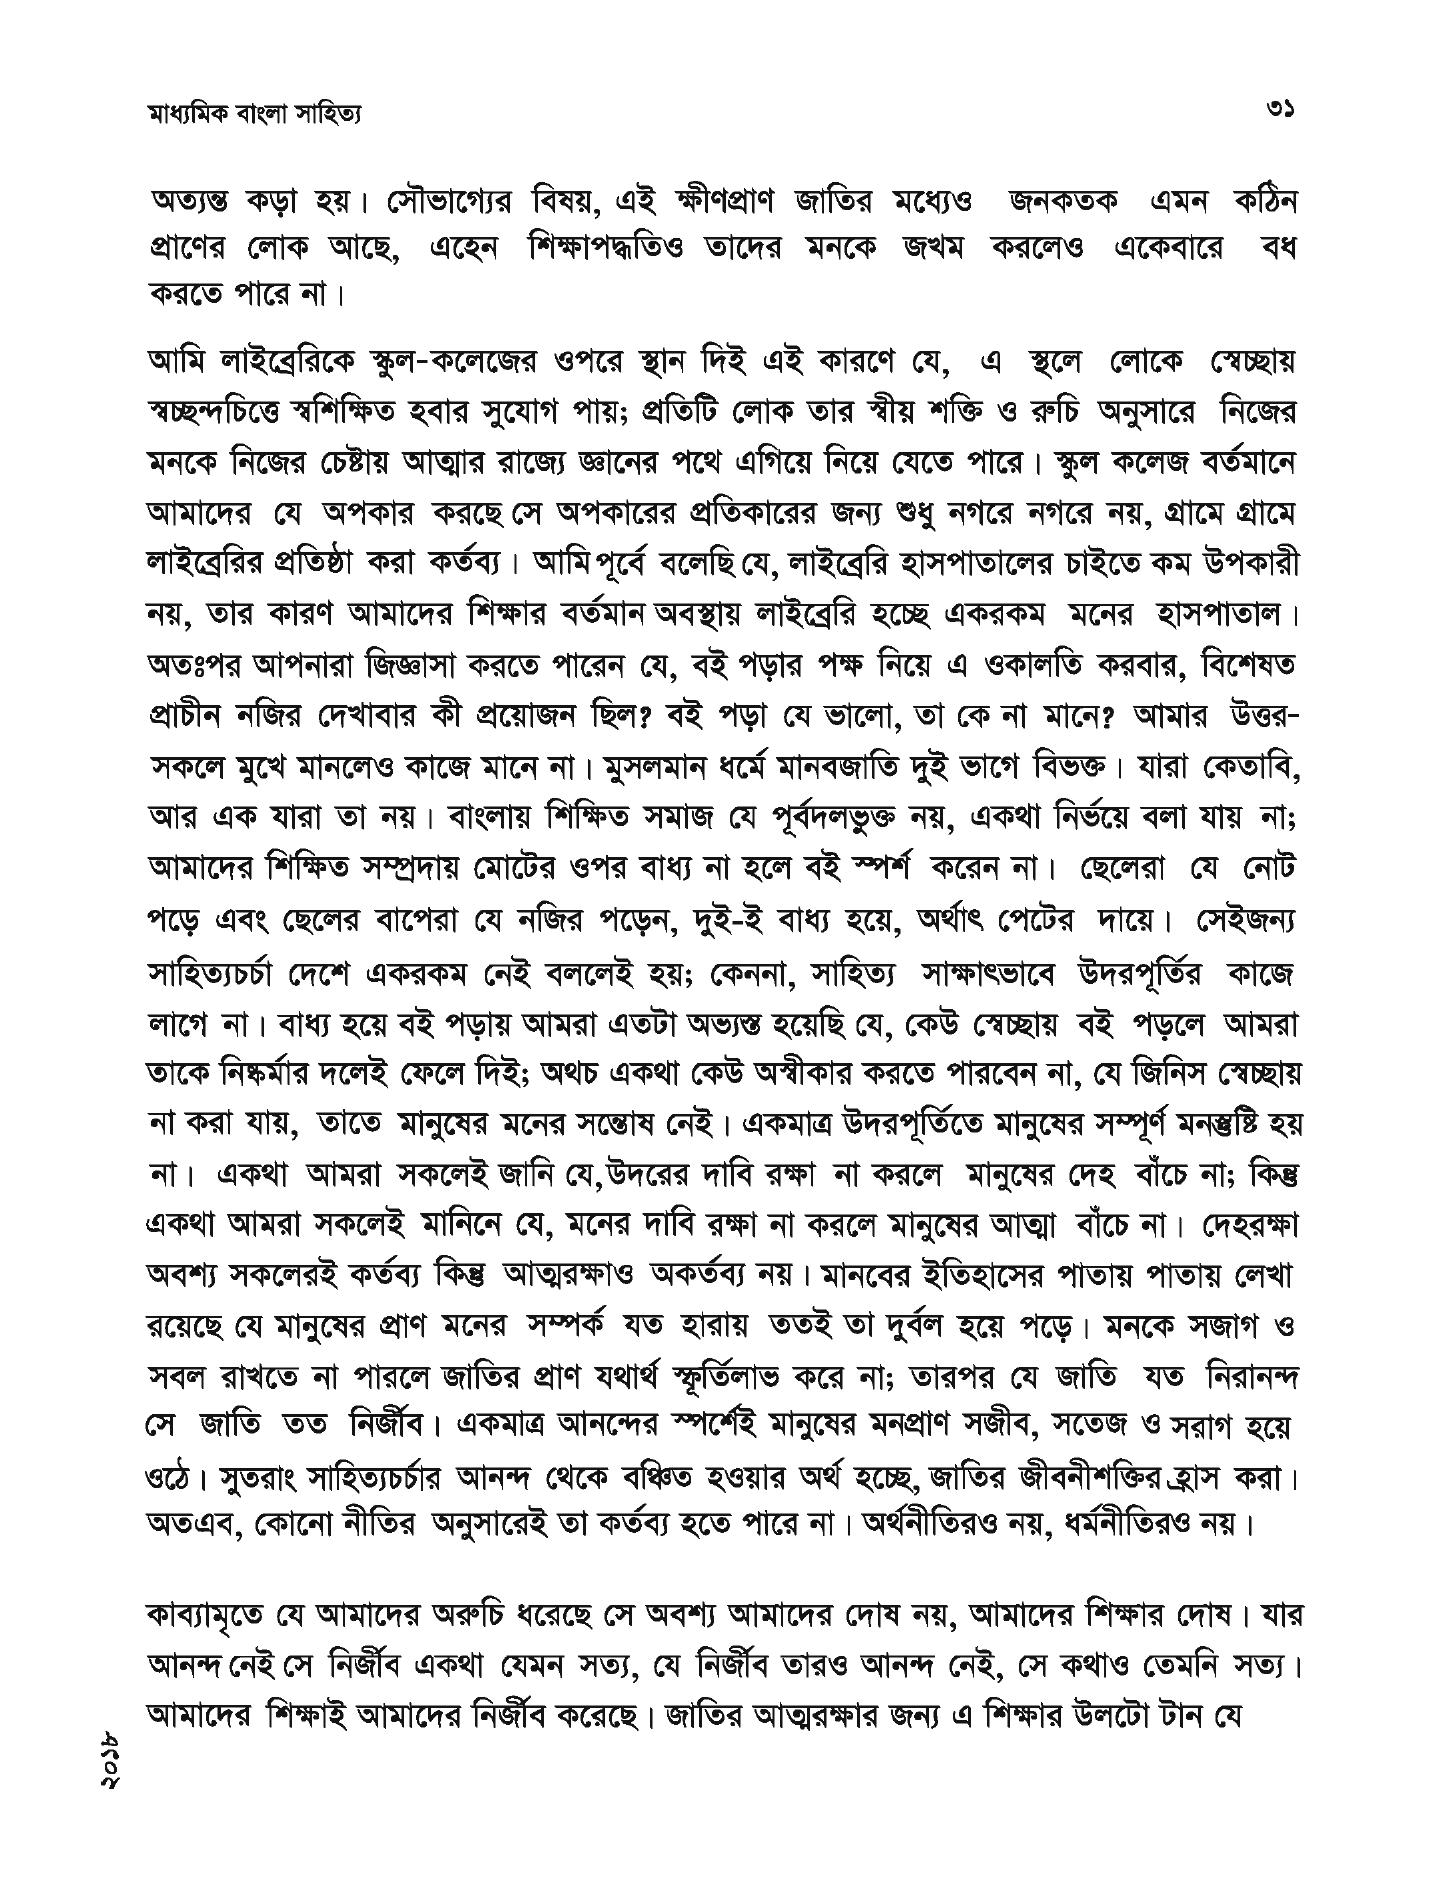 মাধ্যমিক বাংলা সাহিত্য ৩১
অত্যন্ত কড়া হয়। সৌভাগ্যের বিষয়, এই ক্ষীণপ্রাণ জাতির মধ্যেও জনকতক এমন কঠিন
প্রাণের লোক আছে, এহেন শিক্ষাপদ্ধতিও তাদের মনকে জখম করলেও একেবারে বধ
করতে পারে না।
আমি লাইব্রেরিকে স্কুল-কলেজের ওপরে স্থান দিই এই কারণে যে, এ স্থলে লোকে স্বেচ্ছায়
স্বচ্ছন্দচিত্তে স্বশিক্ষিত হবার সুযোগ পায়; প্রতিটি লোক তার স্বীয় শক্তি ও রুচি অনুসারে নিজের
মনকে নিজের চেষ্টায় আত্মার রাজ্যে জ্ঞানের পথে এগিয়ে নিয়ে যেতে পারে। স্কুল কলেজ বর্তমানে
আমাদের যে অপকার করছে সে অপকারের প্রতিকারের জন্য শুধু নগরে নগরে নয়, গ্রামে গ্রামে
লাইব্রেরির প্রতিষ্ঠা করা কর্তব্য। আমি পূর্বে বলেছি যে, লাইব্রেরি হাসপাতালের চাইতে কম উপকারী
নয়, তার কারণ আমাদের শিক্ষার বর্তমান অবস্থায় লাইব্রেরি হচ্ছে একরকম মনের হাসপাতাল।
অতঃপর আপনারা জিজ্ঞাসা করতে পারেন যে, বই পড়ার পক্ষ নিয়ে এ ওকালতি করবার, বিশেষত
প্রাচীন নজির দেখাবার কী প্রয়োজন ছিল? বই পড়া যে ভালো, তা কে না মানে? আমার উত্তর-
সকলে মুখে মানলেও কাজে মানে না। মুসলমান ধর্মে মানবজাতি দুই ভাগে বিভক্ত। যারা কেতাবি,
আর এক যারা তা নয়। বাংলায় শিক্ষিত সমাজ যে পূর্বদলভুক্ত নয়, একথা নির্ভয়ে বলা যায় না;
আমাদের শিক্ষিত সম্প্রদায় মোটের ওপর বাধ্য না হলে বই স্পর্শ করেন না। ছেলেরা যে নোট
পড়ে এবং ছেলের বাপেরা যে নজির পড়েন, দুই-ই বাধ্য হয়ে, অর্থাৎ পেটের দায়ে। সেইজন্য
সাহিত্যচর্চা দেশে একরকম নেই বললেই হয়; কেননা, সাহিত্য সাক্ষাৎভাবে উদরপূর্তির কাজে
লাগে না। বাধ্য হয়ে বই পড়ায় আমরা এতটা অভ্যস্ত হয়েছি যে, কেউ স্বেচ্ছায় বই পড়লে আমরা
তাকে নিষ্কর্মার দলেই ফেলে দিই; অথচ একথা কেউ অস্বীকার করতে পারবেন না, যে জিনিস স্বেচ্ছায়
না করা যায়, তাতে মানুষের মনের সন্তোষ নেই। একমাত্র উদরপূর্তিতে মানুষের সম্পূর্ণ মনস্তুষ্টি হয়
না। একথা আমরা সকলেই জানি যে,উদরের দাবি রক্ষা না করলে মানুষের দেহ বাঁচে না; কিন্তু
একথা আমরা সকলেই মানিনে যে, মনের দাবি রক্ষা না করলে মানুষের আত্মা বাঁচে না। দেহরক্ষা
অবশ্য সকলেরই কর্তব্য কিন্তু আত্মরক্ষাও অকর্তব্য নয়। মানবের ইতিহাসের পাতায় পাতায় লেখা
রয়েছে যে মানুষের প্রাণ মনের সম্পর্ক যত হারায় ততই তা দুর্বল হয়ে পড়ে। মনকে সজাগ ও
সবল রাখতে না পারলে জাতির প্রাণ যথার্থ স্ফূর্তিলাভ করে না; তারপর যে জাতি যত নিরানন্দ
সে জাতি তত নির্জীব। একমাত্র আনন্দের স্পর্শেই মানুষের মনপ্রাণ সজীব, সতেজ ও সরাগ হয়ে
ওঠে। সুতরাং সাহিত্যচর্চার আনন্দ থেকে বঞ্চিত হওয়ার অর্থ হচ্ছে, জাতির জীবনীশক্তির হ্রাস করা।
অতএব, কোনো নীতির অনুসারেই তা কর্তব্য হতে পারে না। অর্থনীতিরও নয়, ধর্মনীতিরও নয়।
কাব্যামৃতে যে আমাদের অরুচি ধরেছে সে অবশ্য আমাদের দোষ নয়, আমাদের শিক্ষার দোষ। যার
আনন্দ নেই সে নির্জীব একথা যেমন সত্য, যে নির্জীব তারও আনন্দ নেই, সে কথাও তেমনি সত্য।
আমাদের শিক্ষাই আমাদের নির্জীব করেছে। জাতির আত্মরক্ষার জন্য এ শিক্ষার উলটো টান যে
২০১৮